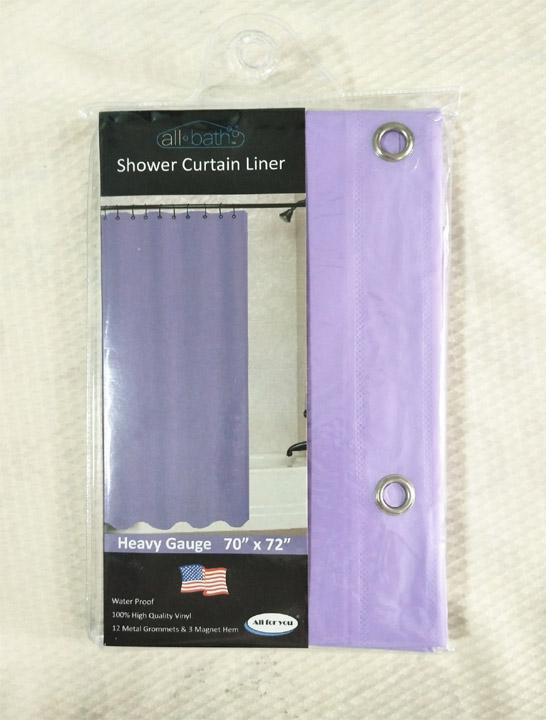 all bath
Shower Curtain Liner
Heavy Gauge 70” x 72”
Water Proof
100% High Quality Vinyl
12 Metal Grommets & 3 Magnet Hem
All for you